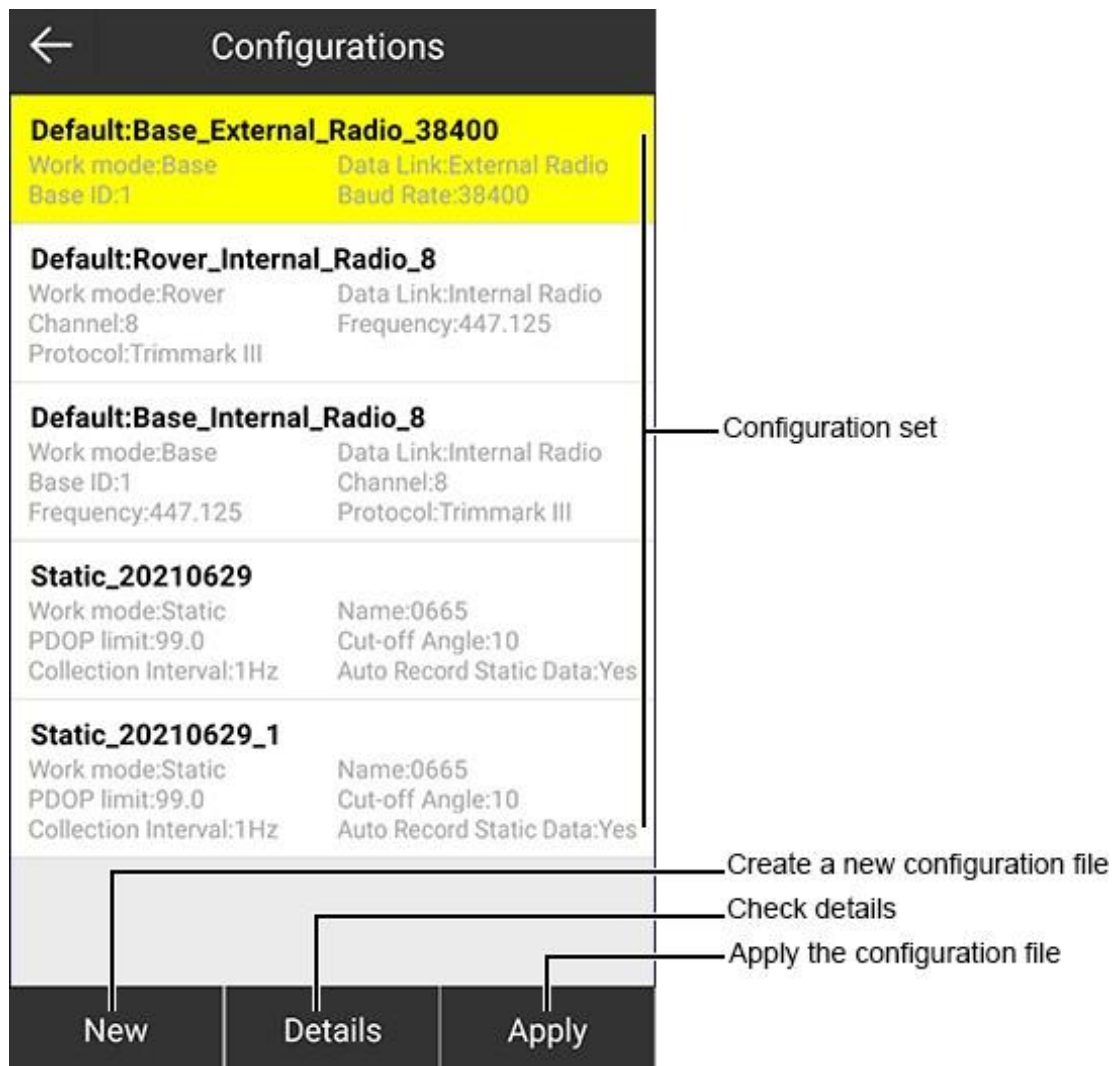 Configurations
Default:Base_External_Radio_38400
Work mode:Base Data Link:External Radio
Base ID:1 Baud Rate:38400
Default:Rover_Internal_Radio_8
Work mode:Rover Data Link:Internal Radio
Channel:8 Frequency:447.125
Protocol:Trimmark III
Default:Base_Internal_Radio_8
Work mode:Base Data Link:Internal Radio
Base ID:1 Channel:8
Frequency:447.125 Protocol:Trimmark III
Configuration set
Static_20210629
Work mode:Static Name:0665
PDOP limit:99.0 Cut-off Angle:10
Collection Interval:1Hz Auto Record Static Data:Yes
Static_20210629_1
Work mode:Static Name:0665
PDOP limit:99.0 Cut-off Angle:10
Collection Interval:1Hz Auto Record Static Data:Yes
Create a new configuration file
Check details
Apply the configuration file
New Details Apply